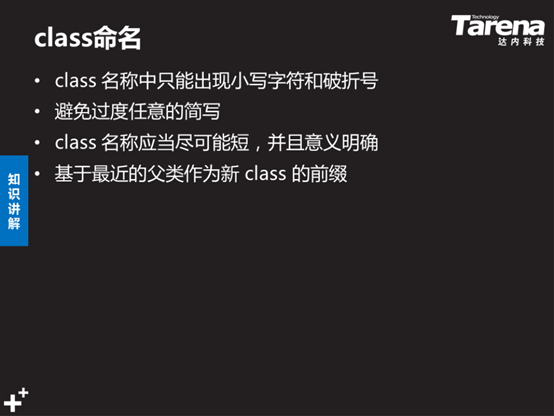 class命名
Technology
Tarena
达内科技
• class 名称中只能出现小写字符和破折号
• 避免过度任意的简写
• class 名称应当尽可能短，并且意义明确
• 基于最近的父类作为新 class 的前缀
知识讲解